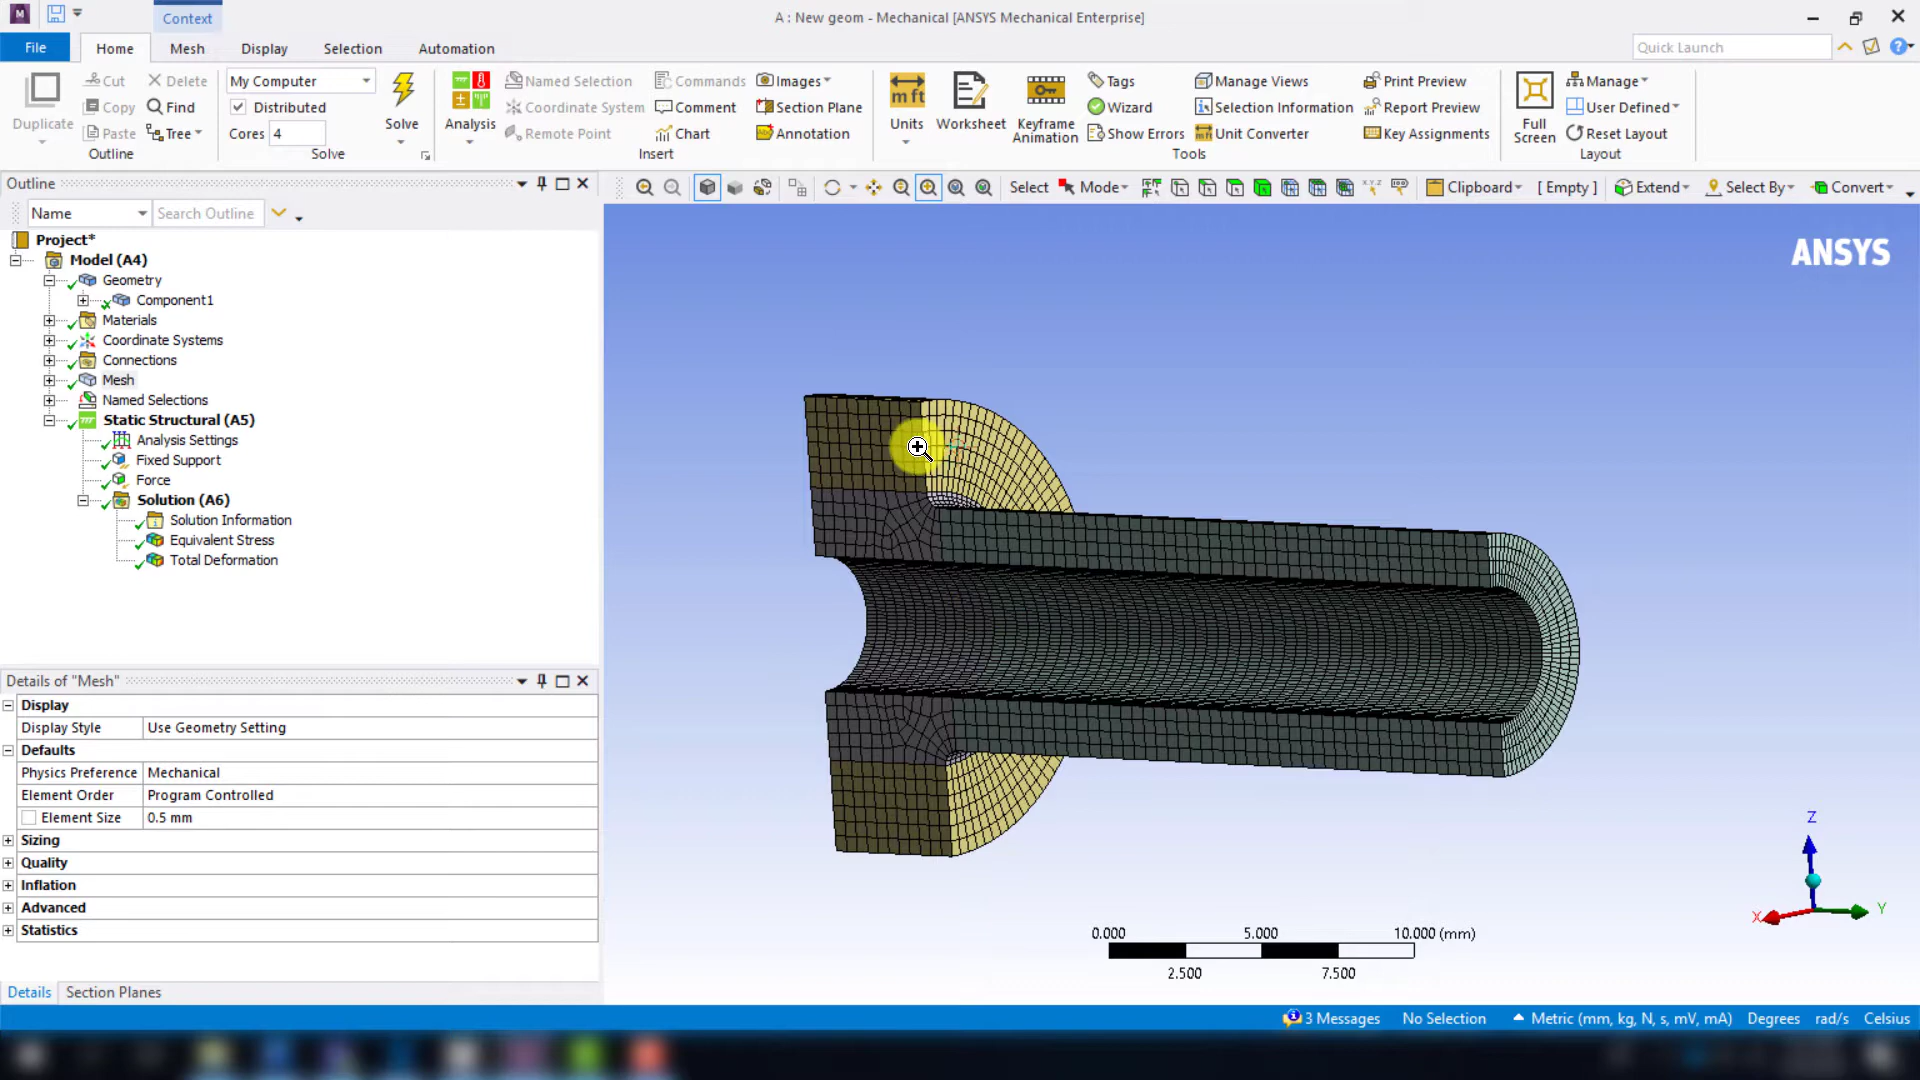 M
Context
A : New geom - Mechanical [ANSYS Mechanical Enterprise]
File
Home
Mesh
Display
Selection
Automation
Quick Launch
Duplicate
Cut
Copy
Paste
Delete
Find
Tree
Outline
My Computer
Distributed
Cores 4
Solve
Solve
Analysis
Named Selection
Coordinate System
Remote Point
Commands
Comment
Chart
Images
Section Plane
Annotation
Insert
m ft
Units
Worksheet
Keyframe
Animation
Tags
Wizard
Show Errors
Manage Views
Selection Information
Unit Converter
Print Preview
Report Preview
Key Assignments
Tools
Full
Screen
Manage
User Defined
Reset Layout
Layout
Outline
Name
Search Outline
Select
Mode
Clipboard
[ Empty ]
Extend
Select By
Convert
Project*
Model (A4)
Geometry
Component1
Materials
Coordinate Systems
Connections
Mesh
Named Selections
Static Structural (A5)
Analysis Settings
Fixed Support
Force
Solution (A6)
Solution Information
Equivalent Stress
Total Deformation
ANSYS
Details of "Mesh"
Display
Display Style Use Geometry Setting
Defaults
Physics Preference Mechanical
Element Order Program Controlled
Element Size 0.5 mm
Sizing
Quality
Inflation
Advanced
Statistics
Z
X
Y
0.000 5.000 10.000 (mm)
2.500 7.500
Details
Section Planes
3 Messages
No Selection
Metric (mm, kg, N, s, mV, mA)
Degrees
rad/s
Celsius